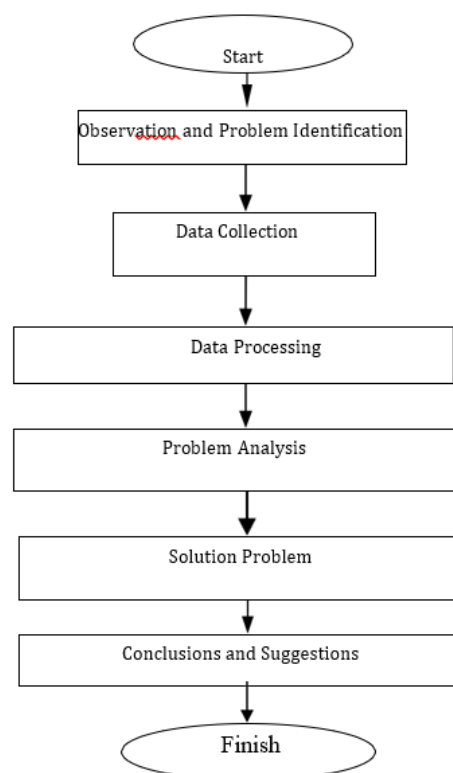 Start
Observation and Problem Identification
Data Collection
Data Processing
Problem Analysis
Solution Problem
Conclusions and Suggestions
Finish